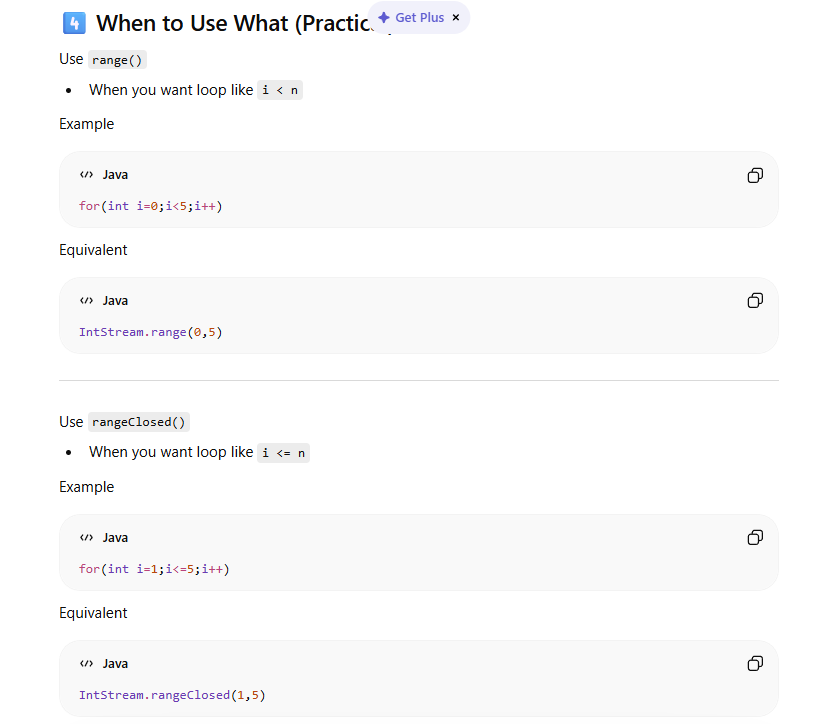 4 When to Use What (Practic
Get Plus ×
Use range()
• When you want loop like i < n
Example
Java
for(int i=0;i<5;i++)
Equivalent
Java
IntStream.range(0,5)
Use rangeClosed()
• When you want loop like i <= n
Example
Java
for(int i=1;i<=5;i++)
Equivalent
Java
IntStream.rangeClosed(1,5)